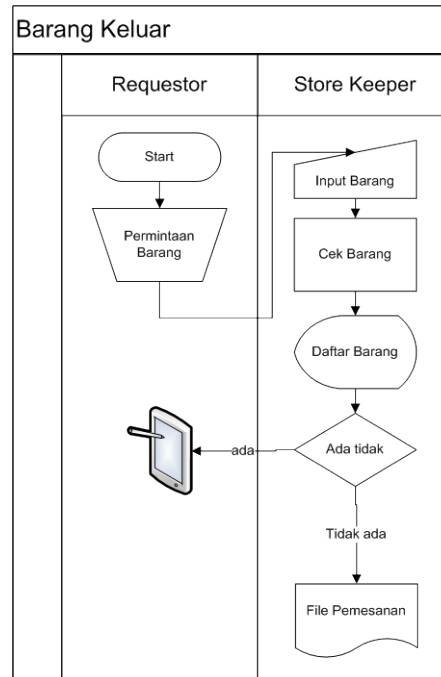 Barang Keluar
Requestor
Store Keeper
Start
Permintaan
Barang
Input Barang
Cek Barang
Daftar Barang
Ada tidak
ada
Tidak ada
File Pemesanan